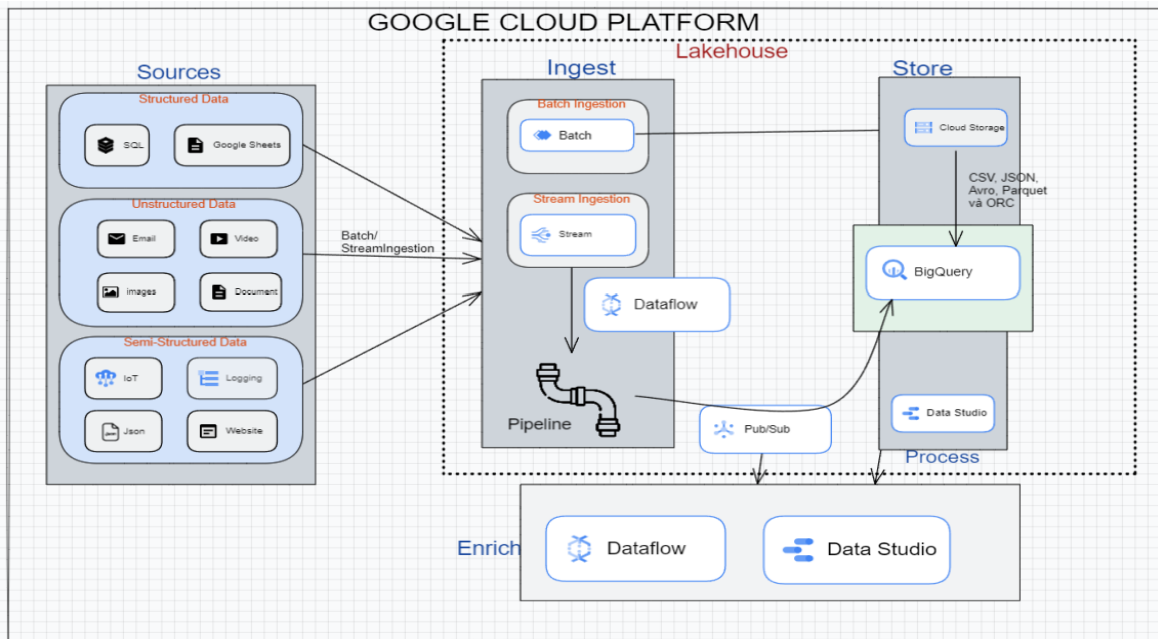 GOOGLE CLOUD PLATFORM
Lakehouse
Sources
Structured Data
SQL
Google Sheets
Unstructured Data
Email
Video
images
Document
Semi-Structured Data
IoT
Logging
Json
Website
Batch/
StreamIngestion
Ingest
Batch Ingestion
Batch
Stream Ingestion
Stream
Dataflow
Pipeline
Pub/Sub
Store
Cloud Storage
CSV, JSON,
Avro, Parquet
và ORC
BigQuery
Data Studio
Process
Enrich
Dataflow
Data Studio